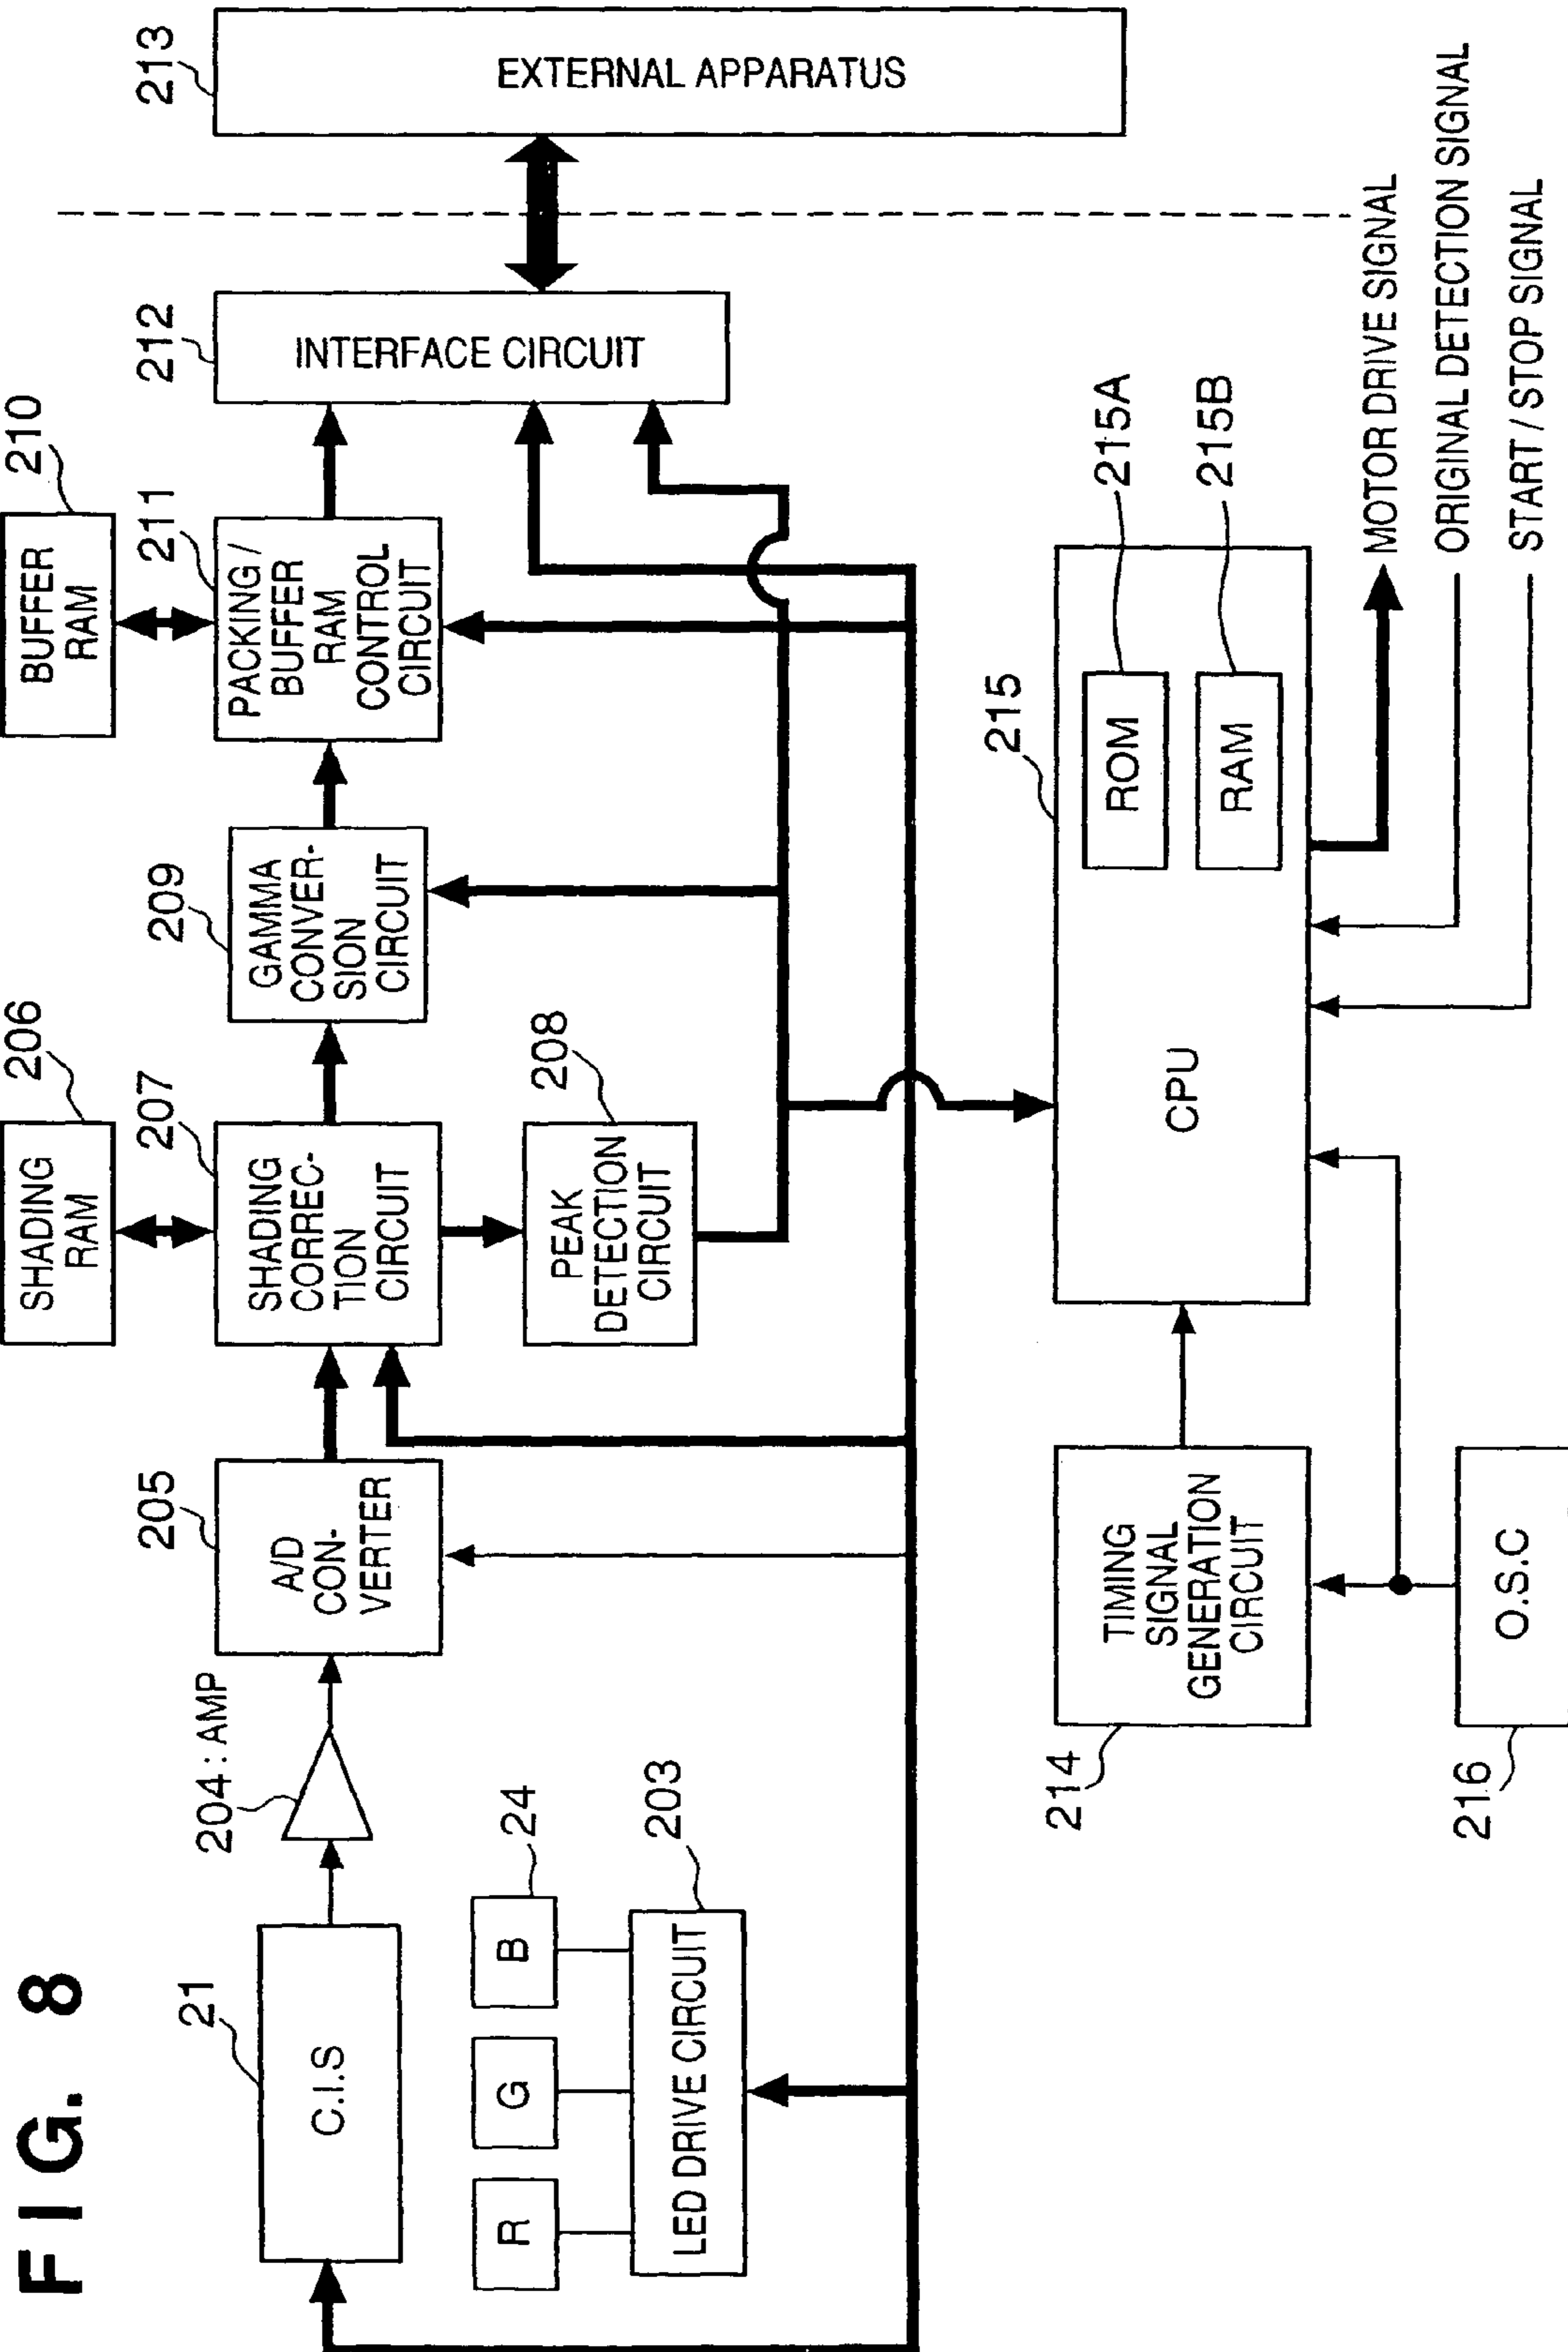 FIG. 8
21
C.I.S
R
G
B
24
LED DRIVE CIRCUIT
203
204 : AMP
205
A/D
CON-
VERTER
206
SHADING
RAM
207
SHADING
CORREC-
TION
CIRCUIT
208
PEAK
DETECTION
CIRCUIT
209
GAMMA
CONVER-
SION
CIRCUIT
210
BUFFER
RAM
211
PACKING /
BUFFER
RAM
CONTROL
CIRCUIT
212
INTERFACE CIRCUIT
213
EXTERNAL APPARATUS
214
TIMING
SIGNAL
GENERATION
CIRCUIT
216
O.S.C
215
CPU
ROM
215A
RAM
215B
MOTOR DRIVE SIGNAL
ORIGINAL DETECTION SIGNAL
START / STOP SIGNAL